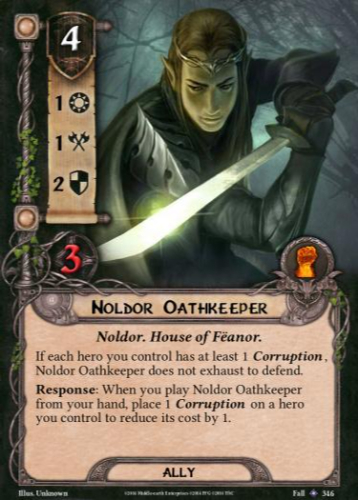 4
1
1
2
3
Noldor Oathkeeper
Noldor. House of Fëanor.
If each hero you control has at least 1 Corruption,
Noldor Oathkeeper does not exhaust to defend.
Response: When you play Noldor Oathkeeper
from your hand, place 1 Corruption on a hero
you control to reduce its cost by 1.
Ally
Illus. Unknown
Fall 346